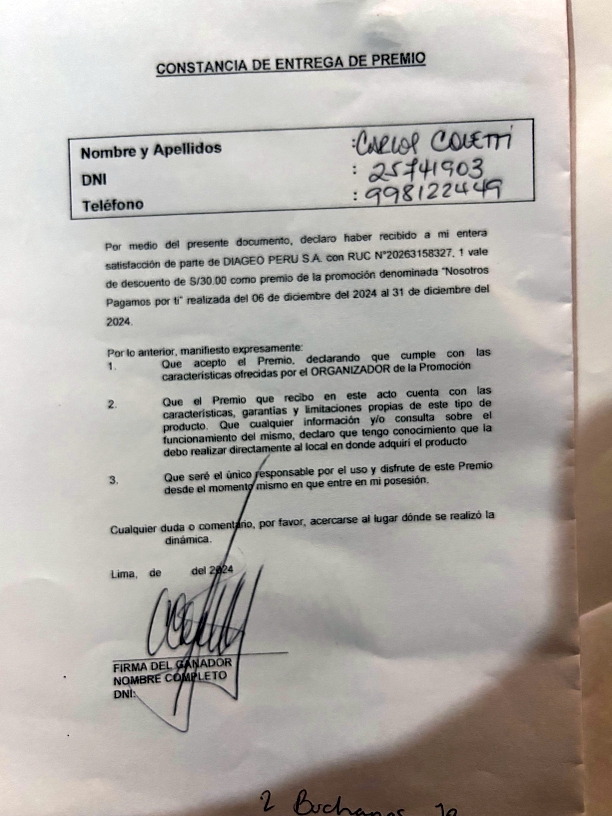 CONSTANCIA DE ENTREGA DE PREMIO
Nombre y Apellidos :CARLOS COLETTI
DNI : 25741903
Teléfono : 998122449
Por medio del presente documento, declaro haber recibido a mi entera
satisfacción de parte de DIAGEO PERU S.A. con RUC N°20263158327, 1 vale
de descuento de S/30.00 como premio de la promoción denominada "Nosotros
Pagamos por ti" realizada del 06 de diciembre del 2024 al 31 de diciembre del
2024.
Por lo anterior, manifiesto expresamente:
1. Que acepto el Premio, declarando que cumple con las
características ofrecidas por el ORGANIZADOR de la Promoción
2. Que el Premio que recibo en este acto cuenta con las
características, garantías y limitaciones propias de este tipo de
producto. Que cualquier información y/o consulta sobre el
funcionamiento del mismo, declaro que tengo conocimiento que la
debo realizar directamente al local en donde adquirí el producto
3. Que seré el único responsable por el uso y disfrute de este Premio
desde el momento mismo en que entre en mi posesión.
Cualquier duda o comentario, por favor, acercarse al lugar dónde se realizó la
dinámica.
Lima, de del 2024
FIRMA DEL GANADOR
NOMBRE COMPLETO
DNI:
2 Buchanas